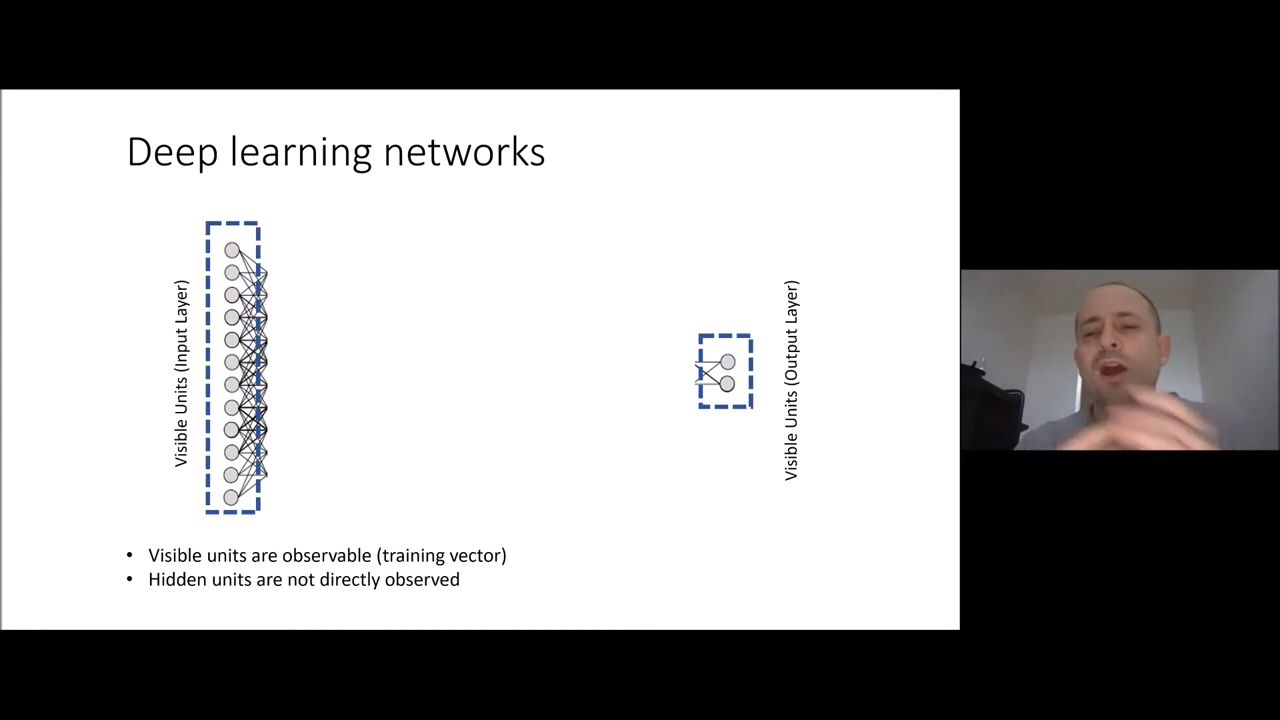 Deep learning networks
Visible Units (Input Layer)
Visible Units (Output Layer)
• Visible units are observable (training vector)
• Hidden units are not directly observed